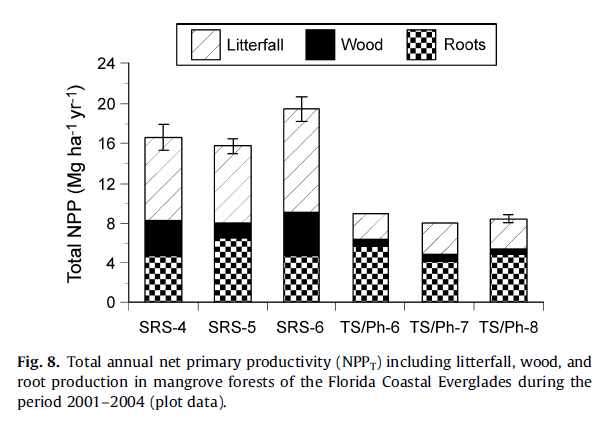 Litterfall Wood Roots
Total NPP (Mg ha⁻¹ yr⁻¹)
24
20
16
12
8
4
0
SRS-4 SRS-5 SRS-6 TS/Ph-6 TS/Ph-7 TS/Ph-8
Fig. 8. Total annual net primary productivity (NPP_T) including litterfall, wood, and
root production in mangrove forests of the Florida Coastal Everglades during the
period 2001–2004 (plot data).